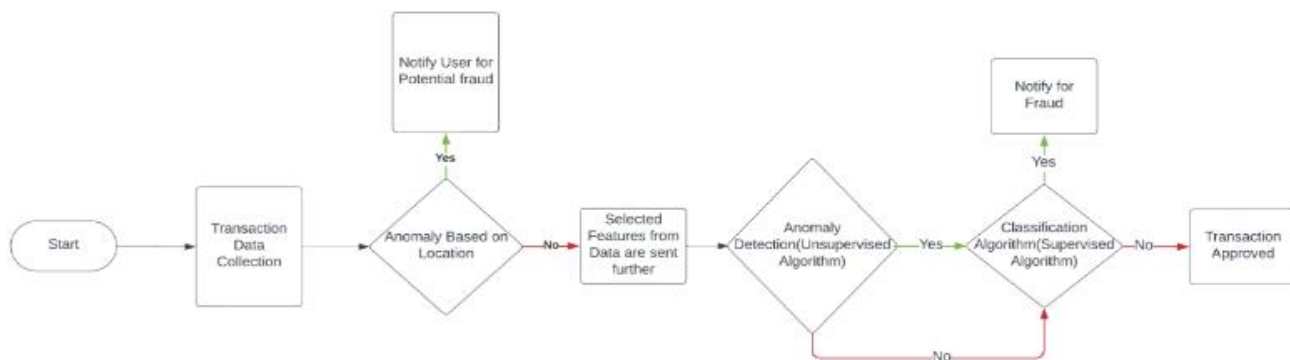 Start
Transaction
Data
Collection
Notify User for
Potential fraud
Yes
Anomaly Based on
Location
No
Selected
Features from
Data are sent
further
Anomaly
Detection(Unsupervised
Algorithm)
Yes
No
Notify for
Fraud
Yes
Classification
Algorithm(Supervised
Algorithm)
No
Transaction
Approved